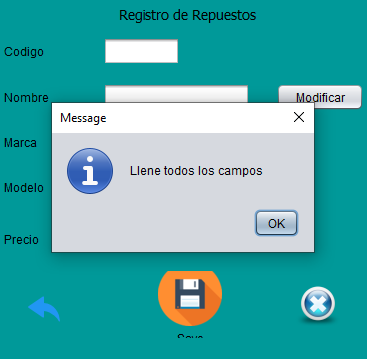 Registro de Repuestos
Codigo
Nombre
Modificar
Message
Marca
Llene todos los campos
Modelo
OK
Precio